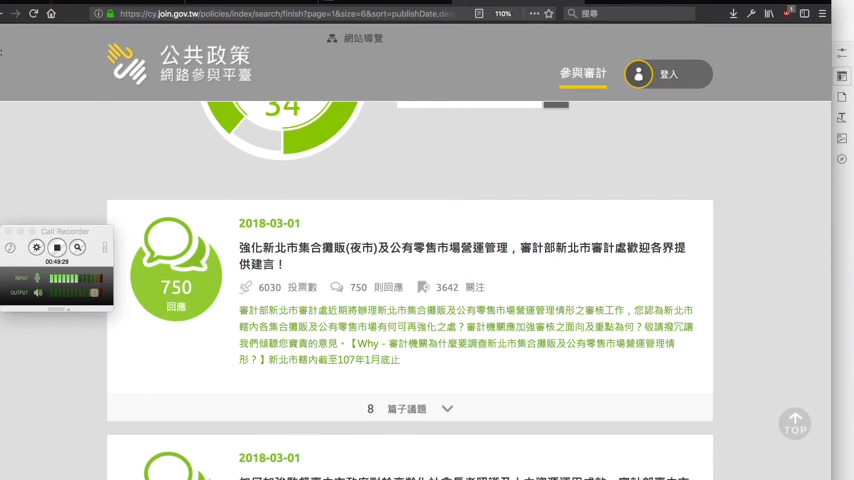 https://cy.join.gov.tw/policies/index/search/finish?page=1&size=6&sort=publishDate,des
110%
搜尋
網站導覽
公共政策
網路參與平臺
參與審計
登入
34
Call Recorder
00:49:29
INPUT
OUTPUT
2018-03-01
強化新北市集合攤販(夜市)及公有零售市場營運管理，審計部新北市審計處歡迎各界提
供建言！
750
回應
6030 投票數 750 則回應 3642 關注
審計部新北市審計處近期將辦理新北市集合攤販及公有零售市場營運管理情形之審核工作，您認為新北市
轄內各集合攤販及公有零售市場有何可再強化之處？審計機關應加強審核之面向及重點為何？敬請撥冗讓
我們傾聽您寶貴的意見。【Why - 審計機關為什麼要調查新北市集合攤販及公有零售市場營運管理情
形？】新北市轄內截至107年1月底止
8 篇子議題
TOP
2018-03-01